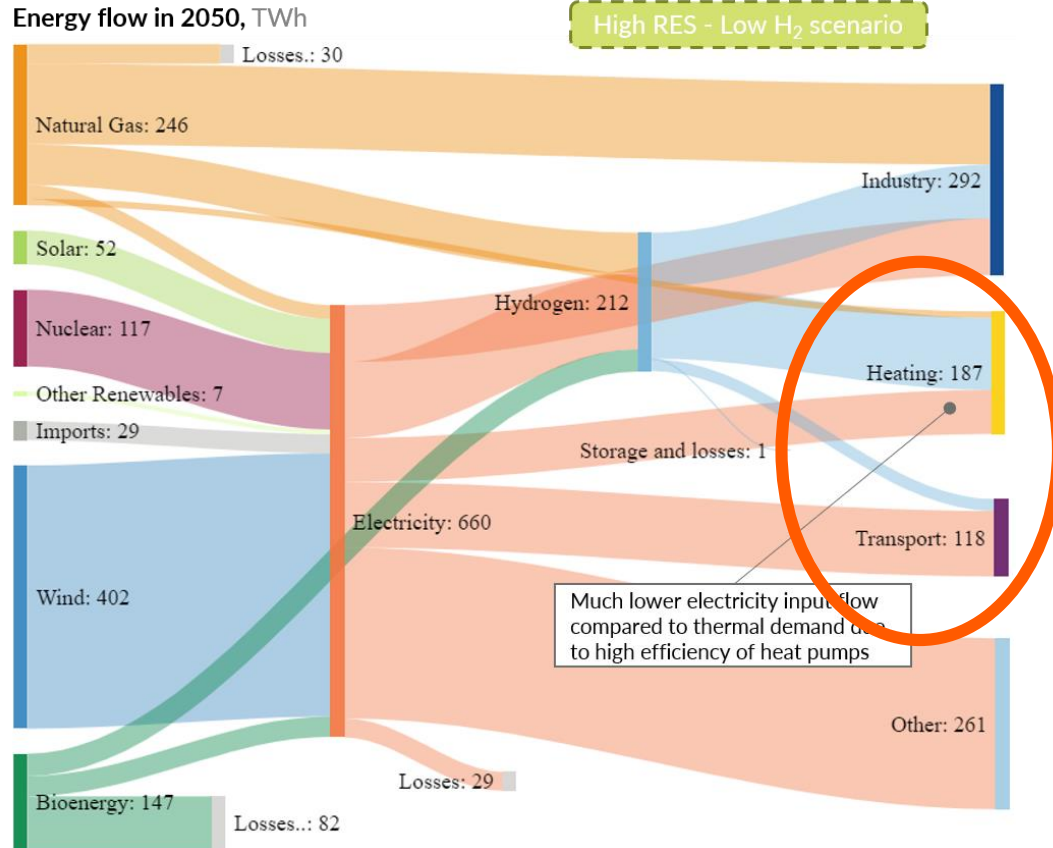 Energy flow in 2050, TWh
High RES - Low H₂ scenario
Losses.: 30
Natural Gas: 246
Industry: 292
Solar: 52
Hydrogen: 212
Nuclear: 117
Heating: 187
Other Renewables: 7
Imports: 29
Storage and losses: 1
Electricity: 660
Transport: 118
Wind: 402
Much lower electricity input flow
compared to thermal demand due
to high efficiency of heat pumps
Other: 261
Losses: 29
Bioenergy: 147
Losses..: 82